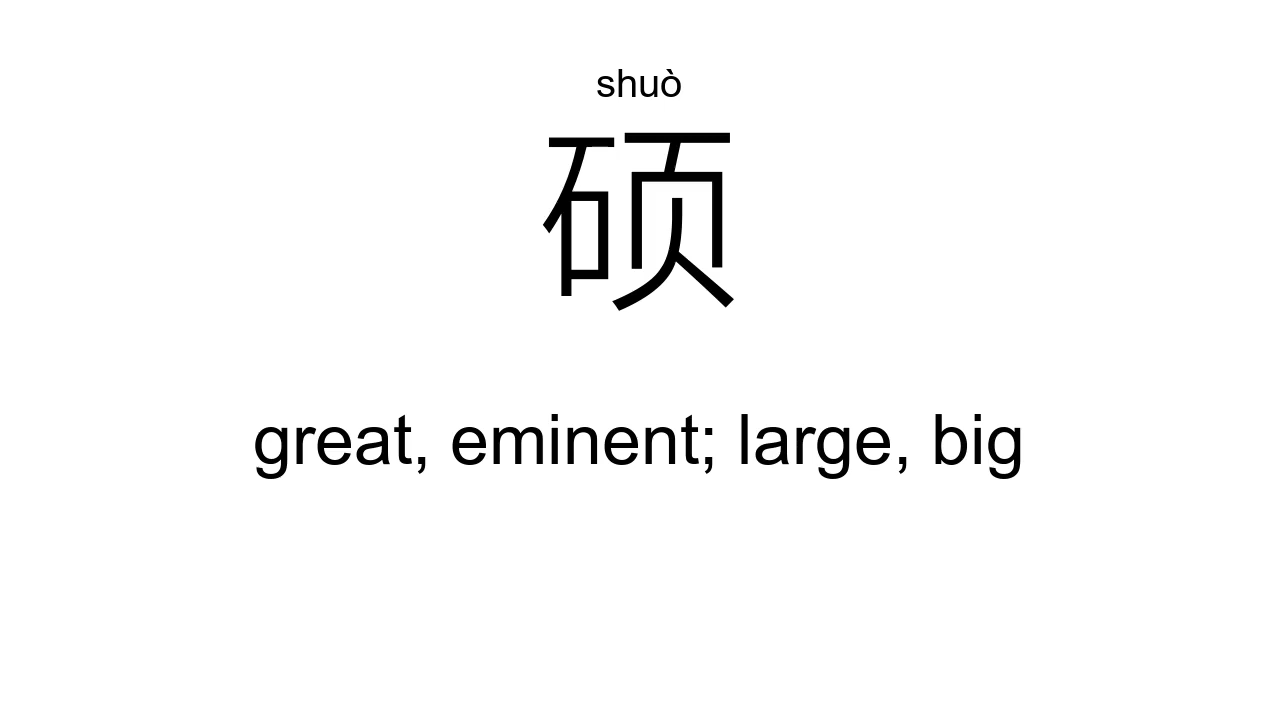 shuò
硕
great, eminent; large, big